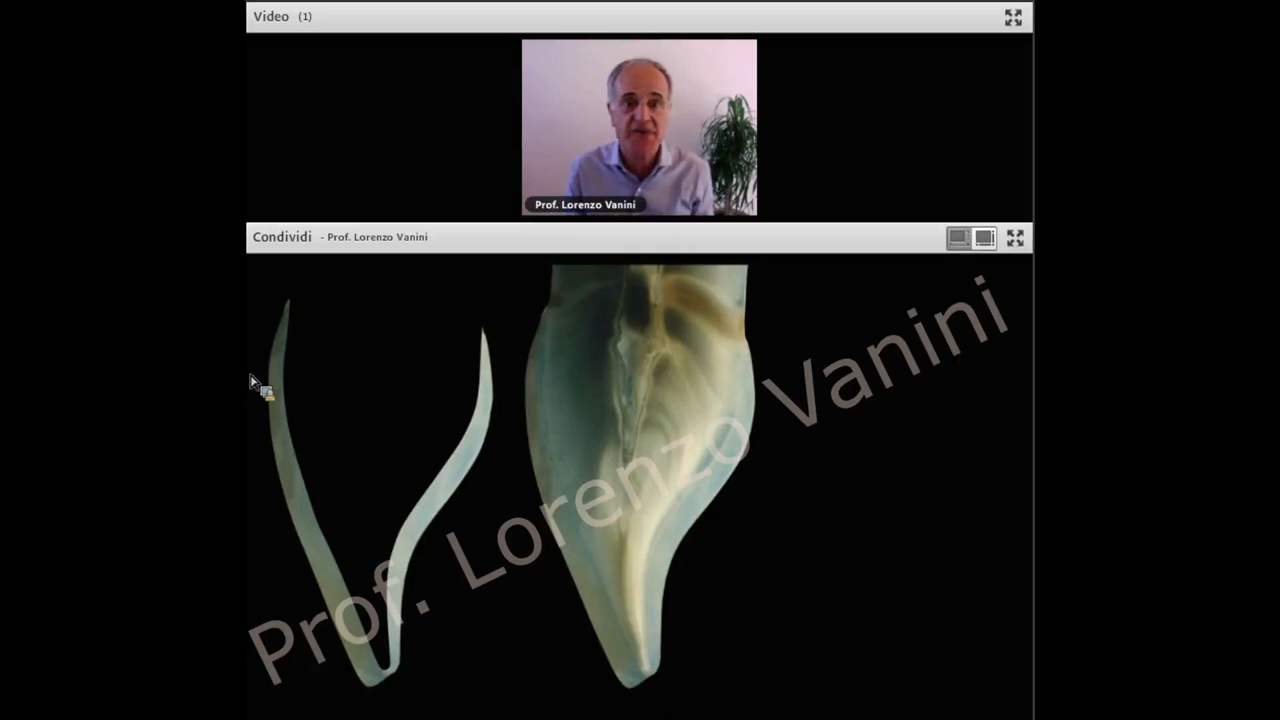 Video (1)
Prof. Lorenzo Vanini
Condividi - Prof. Lorenzo Vanini
Prof. Lorenzo Vanini